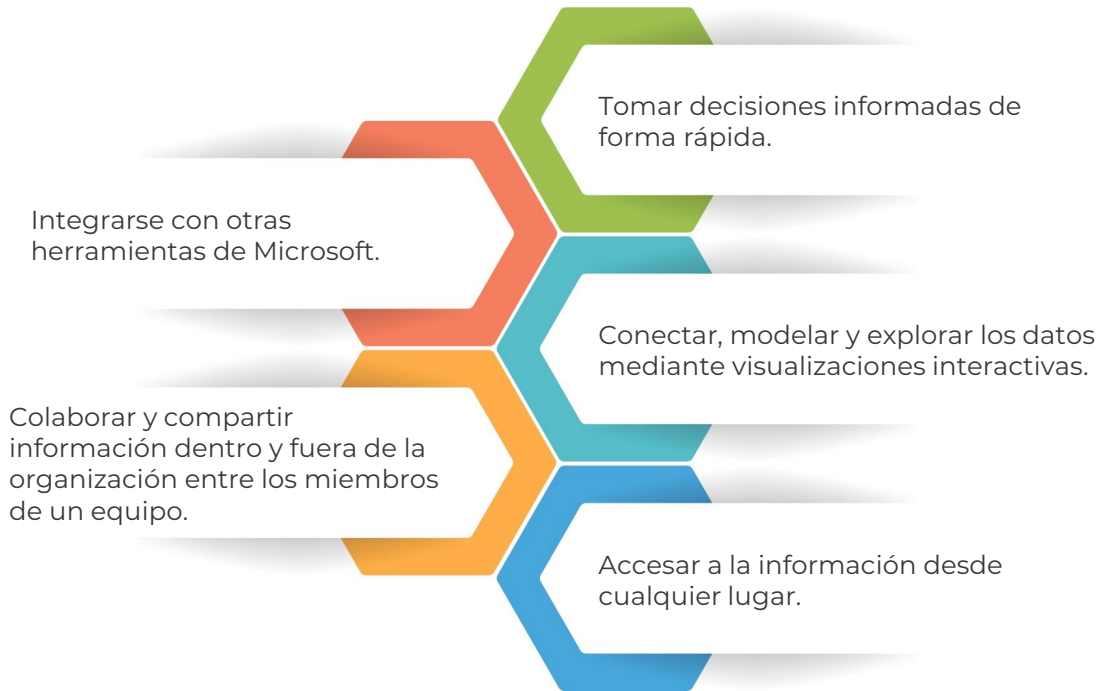 Tomar decisiones informadas de
forma rápida.
Integrarse con otras
herramientas de Microsoft.
Conectar, modelar y explorar los datos
mediante visualizaciones interactivas.
Colaborar y compartir
información dentro y fuera de la
organización entre los miembros
de un equipo.
Accesar a la información desde
cualquier lugar.